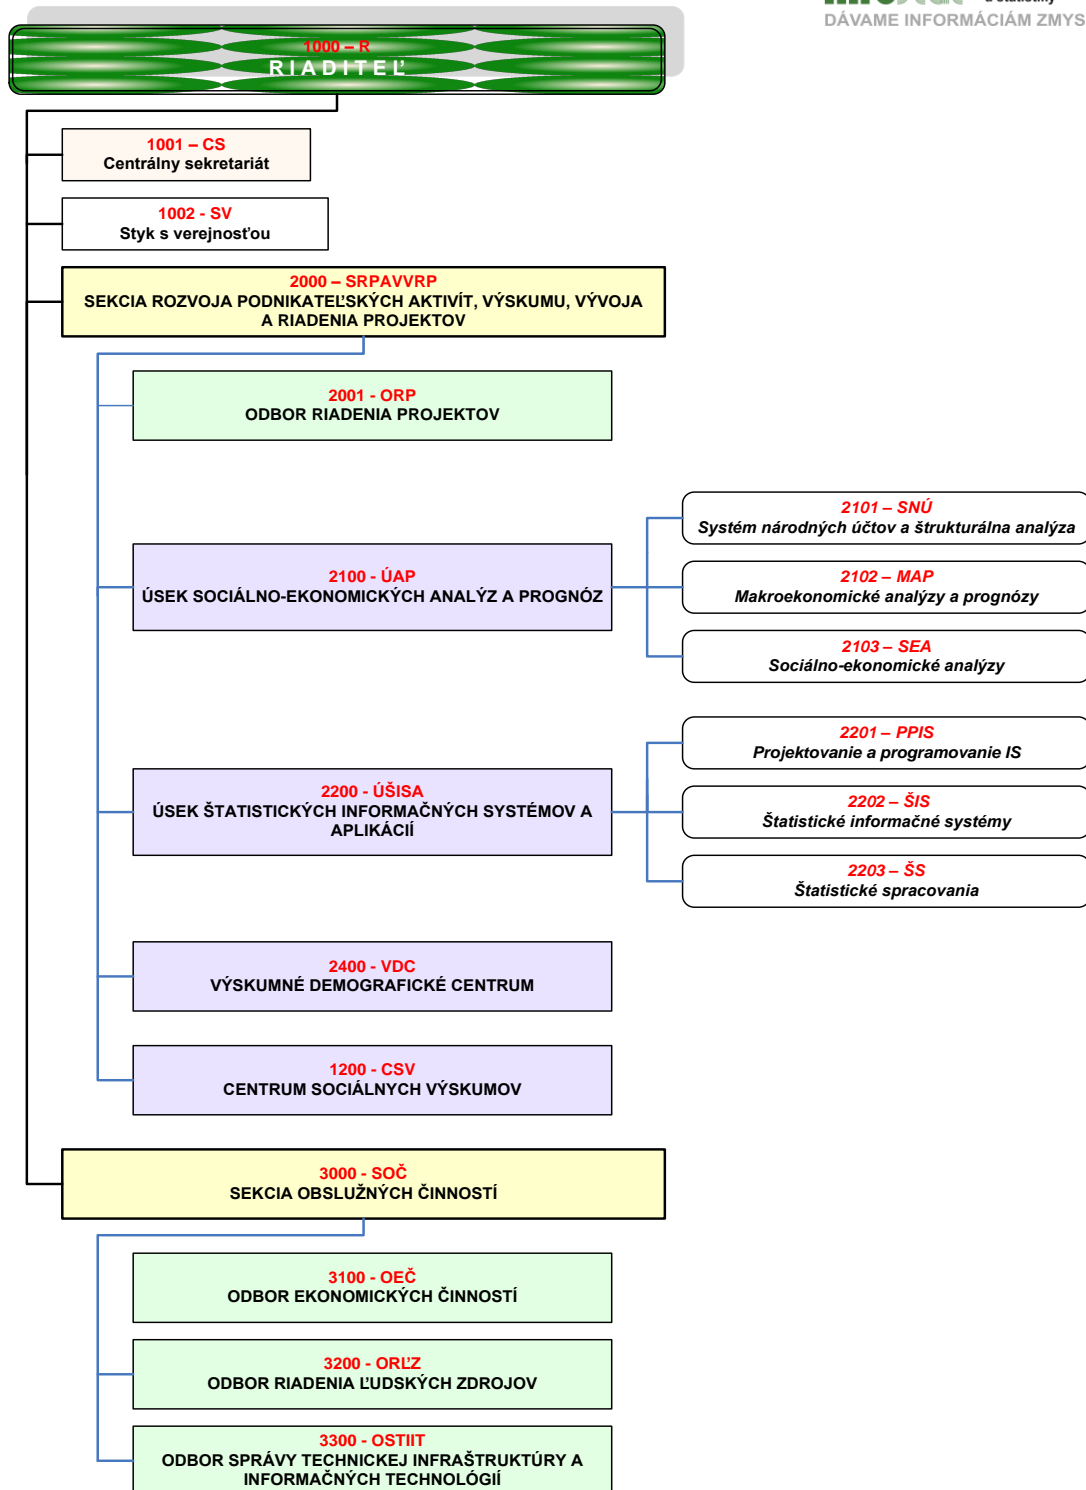 a štatistiky
DÁVAME INFORMÁCIÁM ZMYS
1000 – R
RIADITEĽ
1001 – CS
Centrálny sekretariát
1002 - SV
Styk s verejnosťou
2000 – SRPAVVRP
SEKCIA ROZVOJA PODNIKATEĽSKÝCH AKTIVÍT, VÝSKUMU, VÝVOJA
A RIADENIA PROJEKTOV
2001 - ORP
ODBOR RIADENIA PROJEKTOV
2100 - ÚAP
ÚSEK SOCIÁLNO-EKONOMICKÝCH ANALÝZ A PROGNÓZ
2101 – SNÚ
Systém národných účtov a štrukturálna analýza
2102 – MAP
Makroekonomické analýzy a prognózy
2103 – SEA
Sociálno-ekonomické analýzy
2200 - ÚŠISA
ÚSEK ŠTATISTICKÝCH INFORMAČNÝCH SYSTÉMOV A
APLIKÁCIÍ
2201 – PPIS
Projektovanie a programovanie IS
2202 – ŠIS
Štatistické informačné systémy
2203 – ŠS
Štatistické spracovania
2400 - VDC
VÝSKUMNÉ DEMOGRAFICKÉ CENTRUM
1200 - CSV
CENTRUM SOCIÁLNYCH VÝSKUMOV
3000 - SOČ
SEKCIA OBSLUŽNÝCH ČINNOSTÍ
3100 - OEČ
ODBOR EKONOMICKÝCH ČINNOSTÍ
3200 - ORĽZ
ODBOR RIADENIA ĽUDSKÝCH ZDROJOV
3300 - OSTIIT
ODBOR SPRÁVY TECHNICKEJ INFRAŠTRUKTÚRY A
INFORMAČNÝCH TECHNOLÓGIÍ